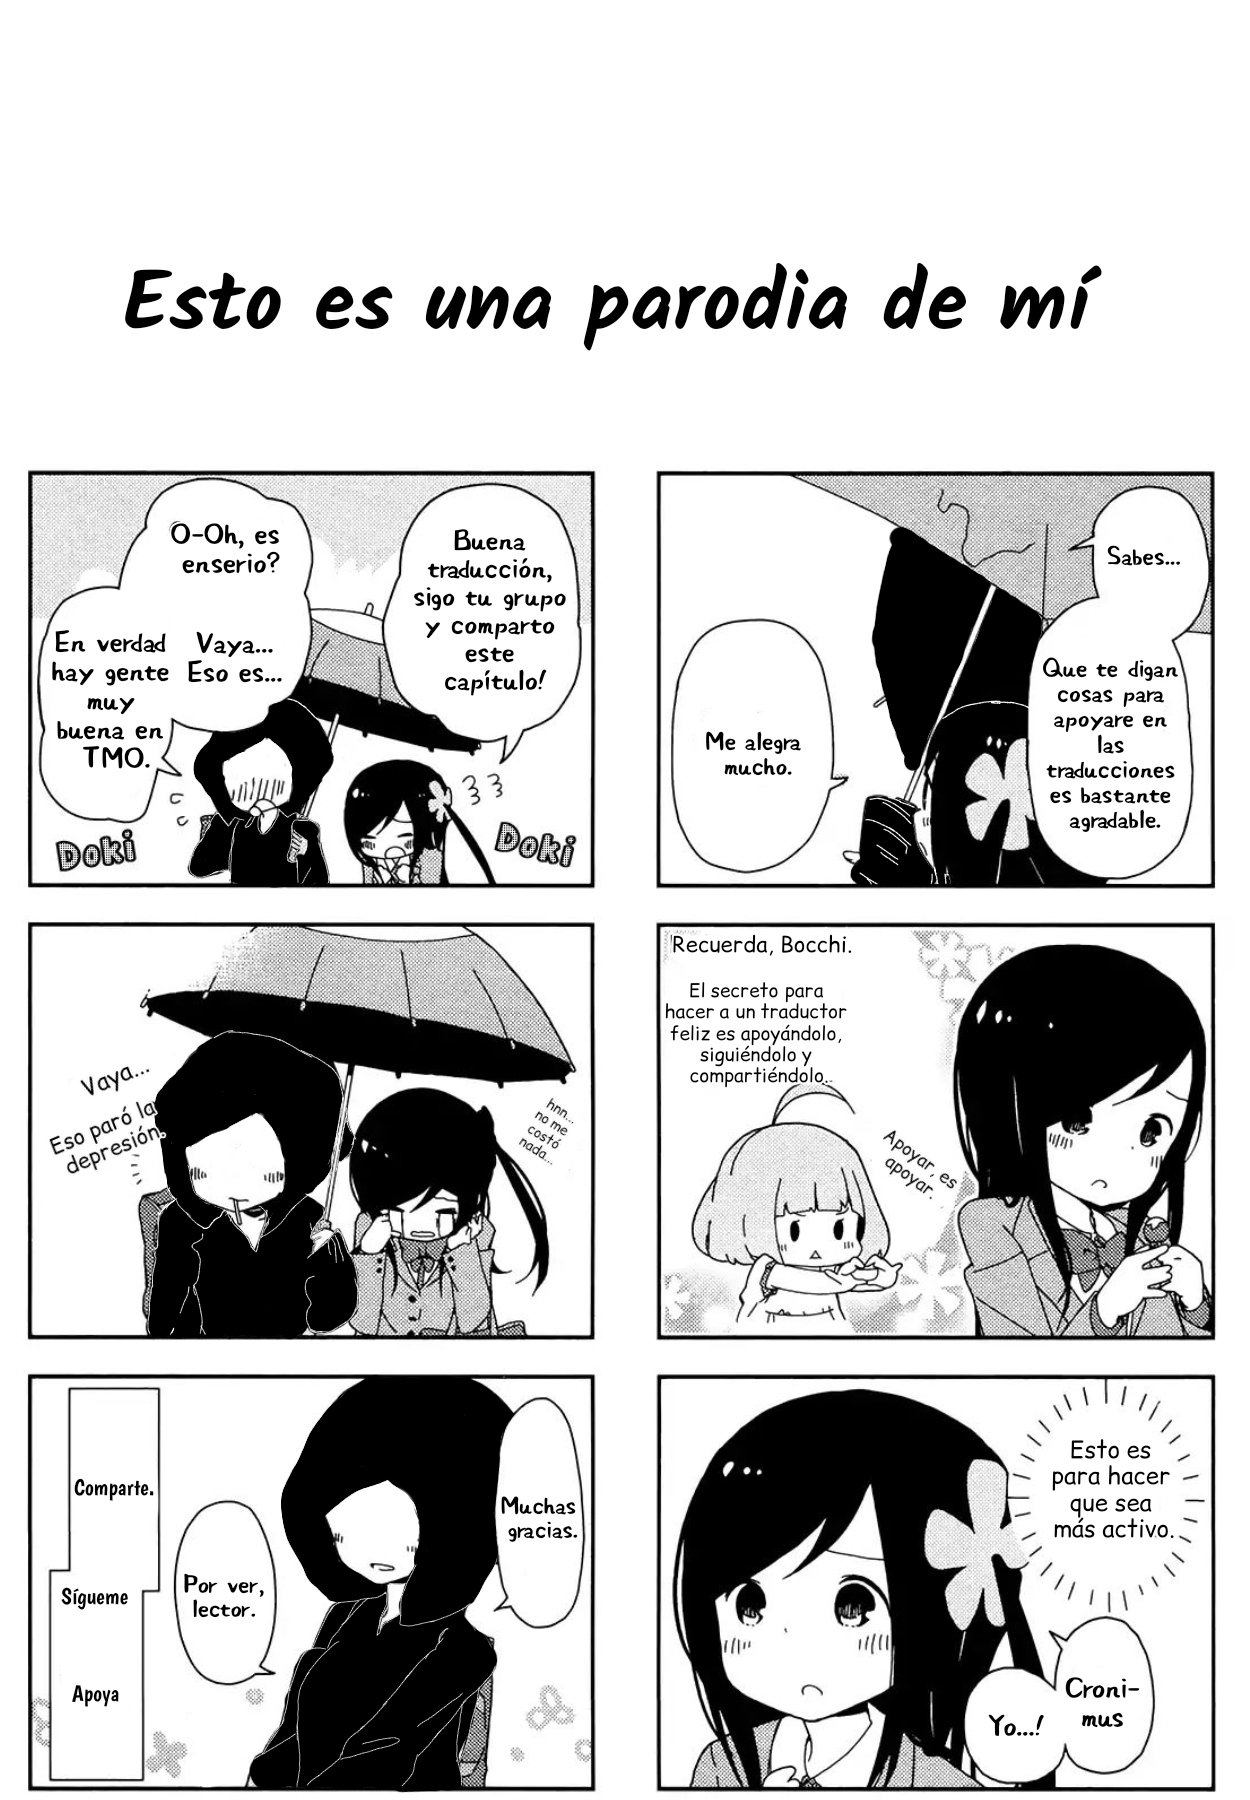 Esto es una parodia de mí
Sabes...
Que te digan
cosas para
apoyare en
las
traducciones
es bastante
agradable.
Me alegra
mucho.
Recuerda, Bocchi.
El secreto para
hacer a un traductor
feliz es apoyándolo,
siguiéndolo y
compartiéndolo..
Apoyar, es
apoyar.
Esto es
para hacer
que sea
más activo.
Croni-
mus
Yo...!
Buena
traducción,
sigo tu grupo
y comparto
este
capítulo!
O-Oh, es
enserio?
Vaya...
Eso es...
En verdad
hay gente
muy
buena en
TMO.
Doki
Doki
hnn...
no me
costó
nada...
Vaya...
Eso paró la
depresión.
Muchas
gracias.
Por ver,
lector.
Comparte.
Sígueme
Apoya